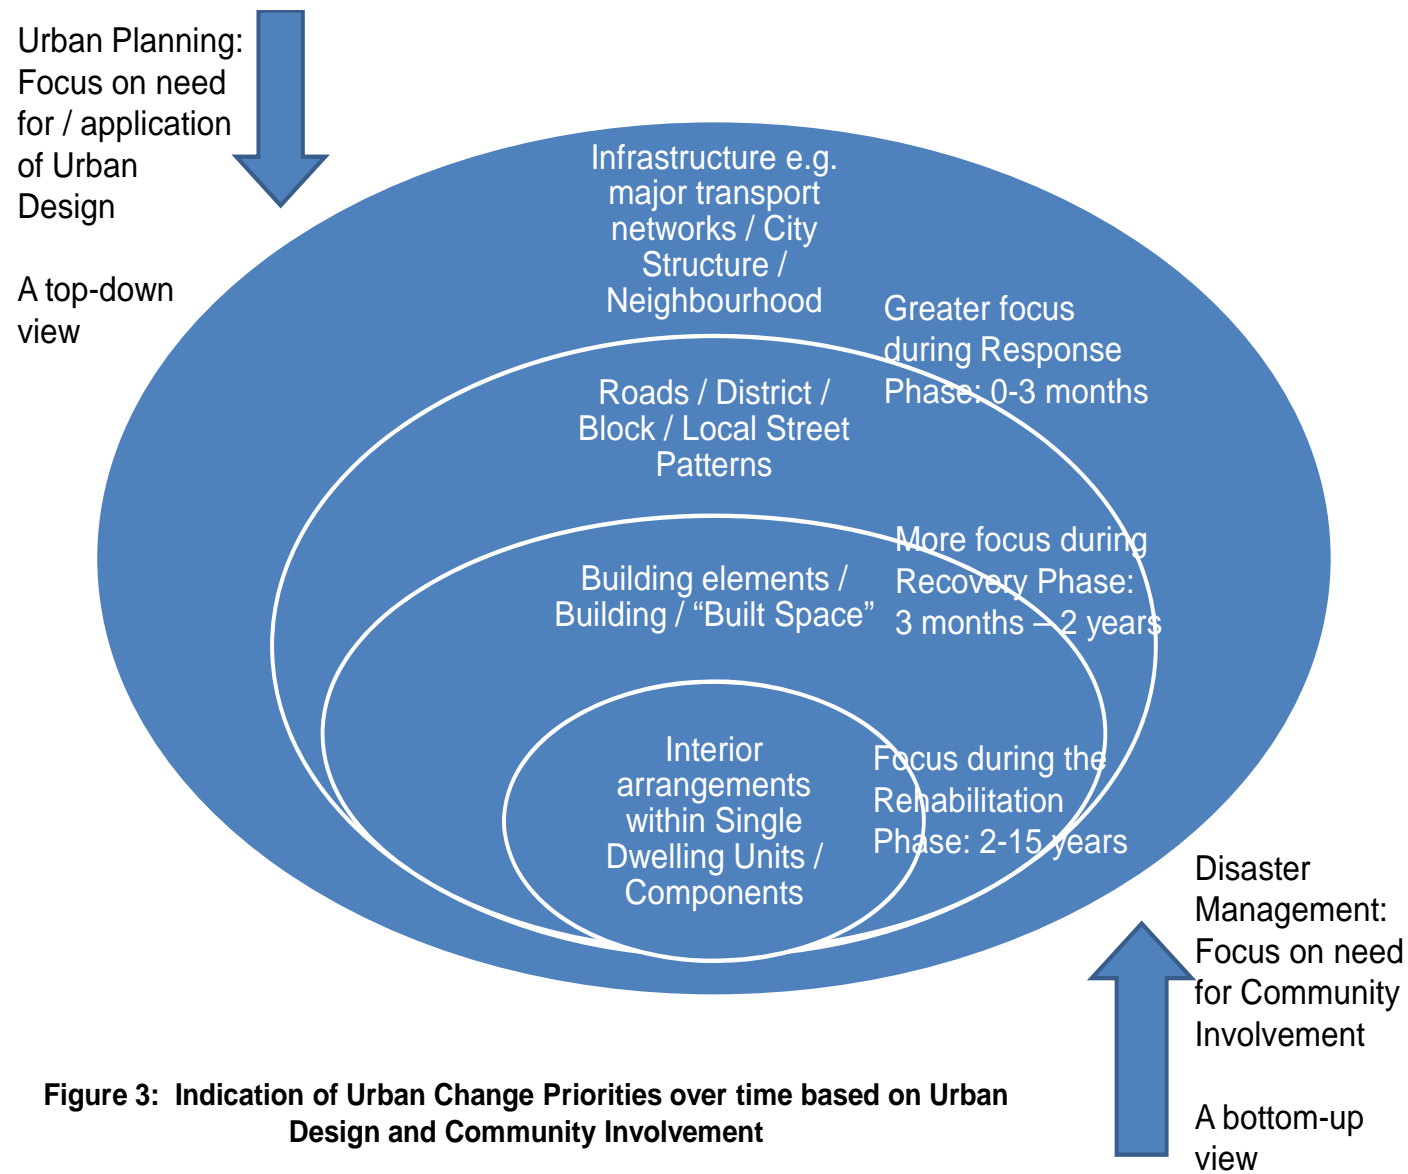 Urban Planning:
Focus on need
for / application
of Urban
Design
A top-down
view
Infrastructure e.g.
major transport
networks / City
Structure /
Neighbourhood
Greater focus
during Response
Phase: 0-3 months
Roads / District /
Block / Local Street
Patterns
More focus during
Recovery Phase:
3 months – 2 years
Building elements /
Building / “Built Space”
Interior
arrangements
within Single
Dwelling Units /
Components
Focus during the
Rehabilitation
Phase: 2-15 years
Disaster
Management:
Focus on need
for Community
Involvement
A bottom-up
view
Figure 3:  Indication of Urban Change Priorities over time based on Urban
Design and Community Involvement